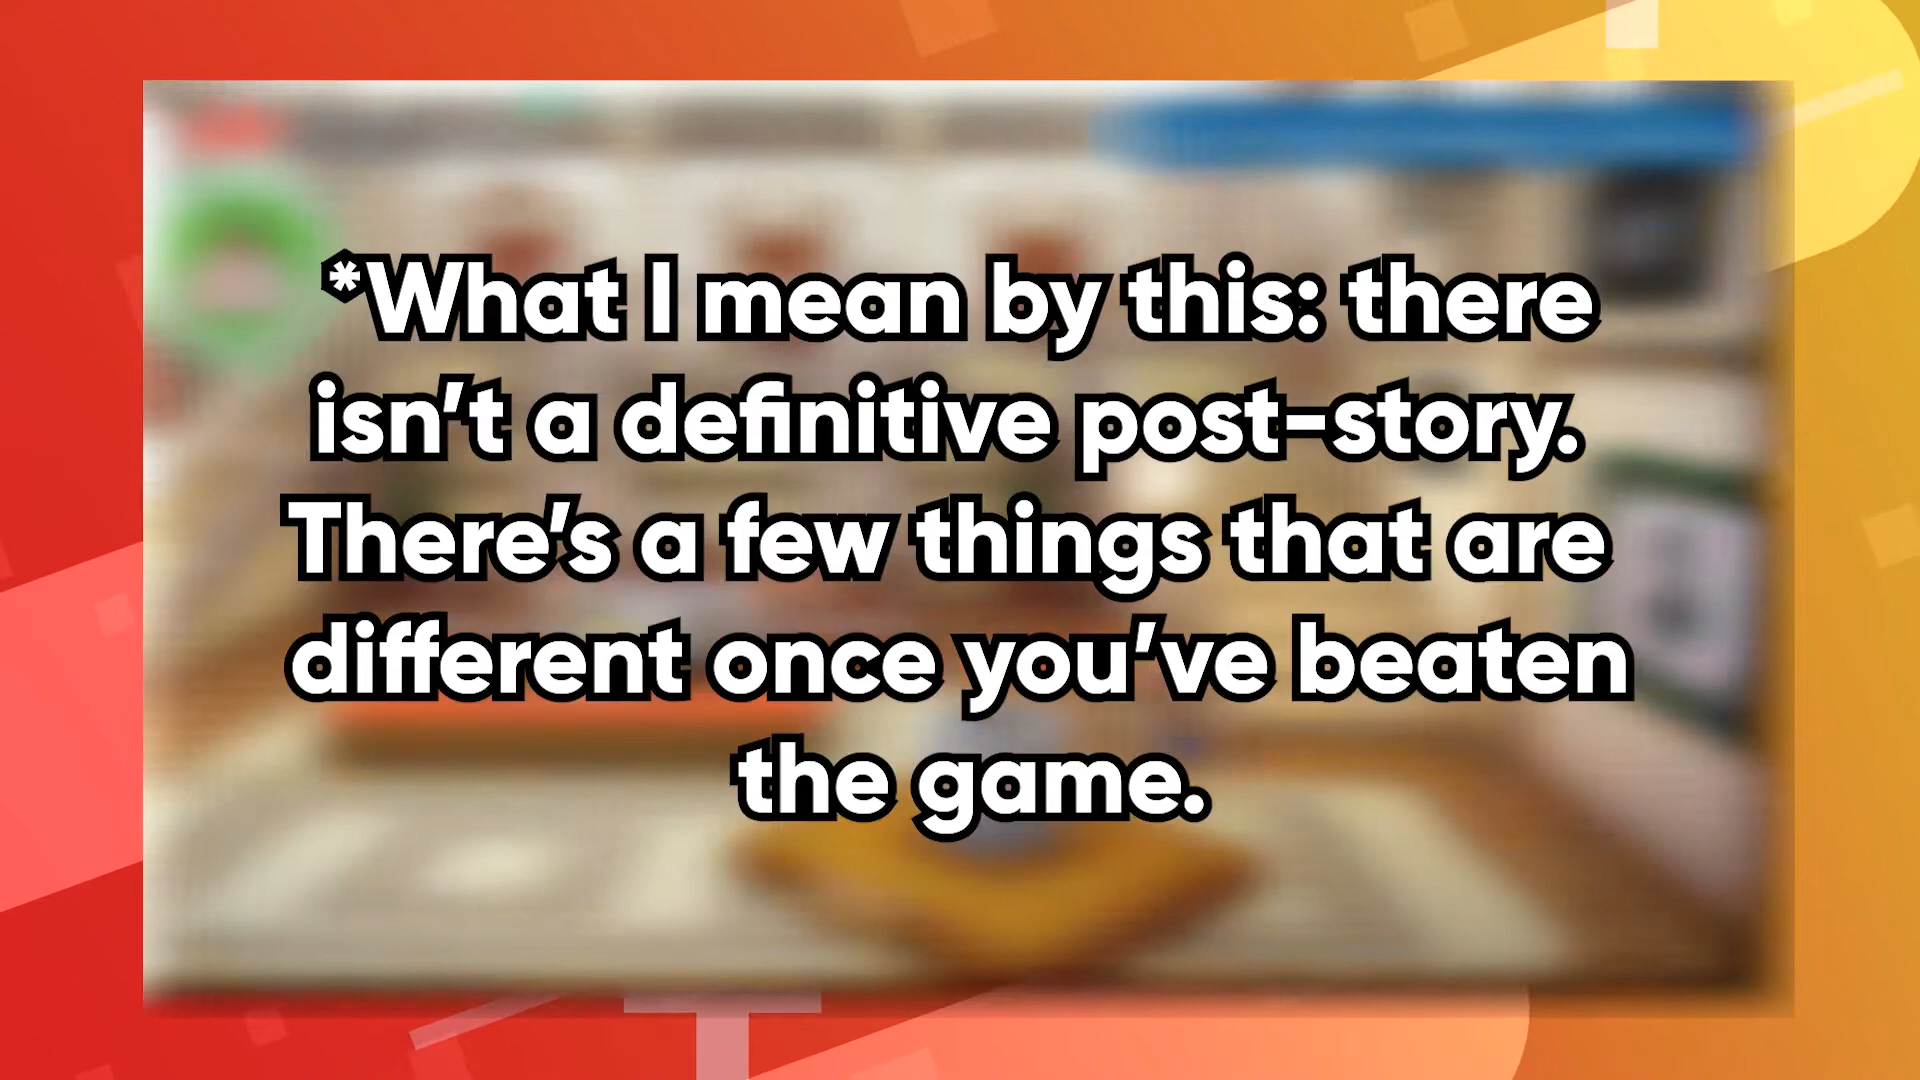 *What I mean by this: there
isn’t a definitive post-story.
There’s a few things that are
different once you’ve beaten
the game.